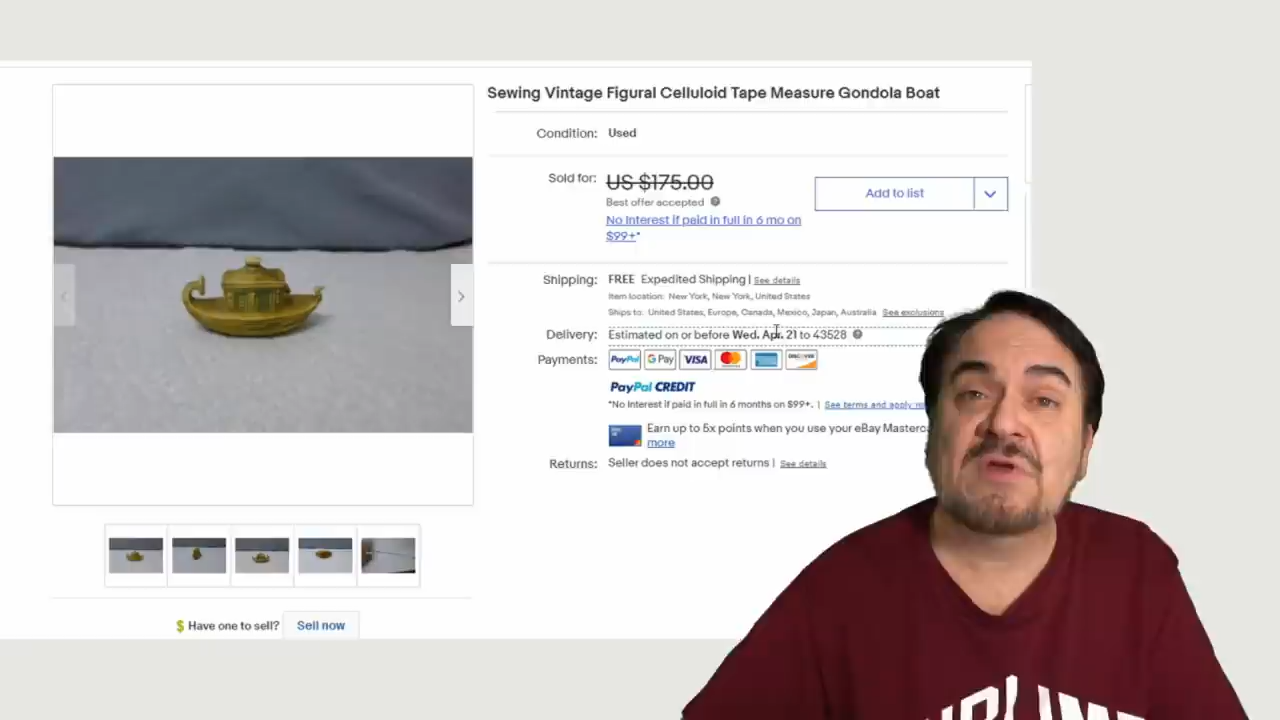 Sewing Vintage Figural Celluloid Tape Measure Gondola Boat
Condition: Used
Sold for: US $175.00
Best offer accepted
No Interest if paid in full in 6 mo on
$99+*
Add to list
Shipping: FREE Expedited Shipping | See details
Item location: New York, New York, United States
Ships to: United States, Europe, Canada, Mexico, Japan, Australia See exclusions
Delivery: Estimated on or before Wed. Apr. 21 to 43528
Payments: PayPal G Pay VISA DISCOVER
PayPal CREDIT
*No Interest if paid in full in 6 months on $99+. | See terms and apply
Earn up to 5x points when you use your eBay
more
Returns: Seller does not accept returns | See details
$ Have one to sell? Sell now